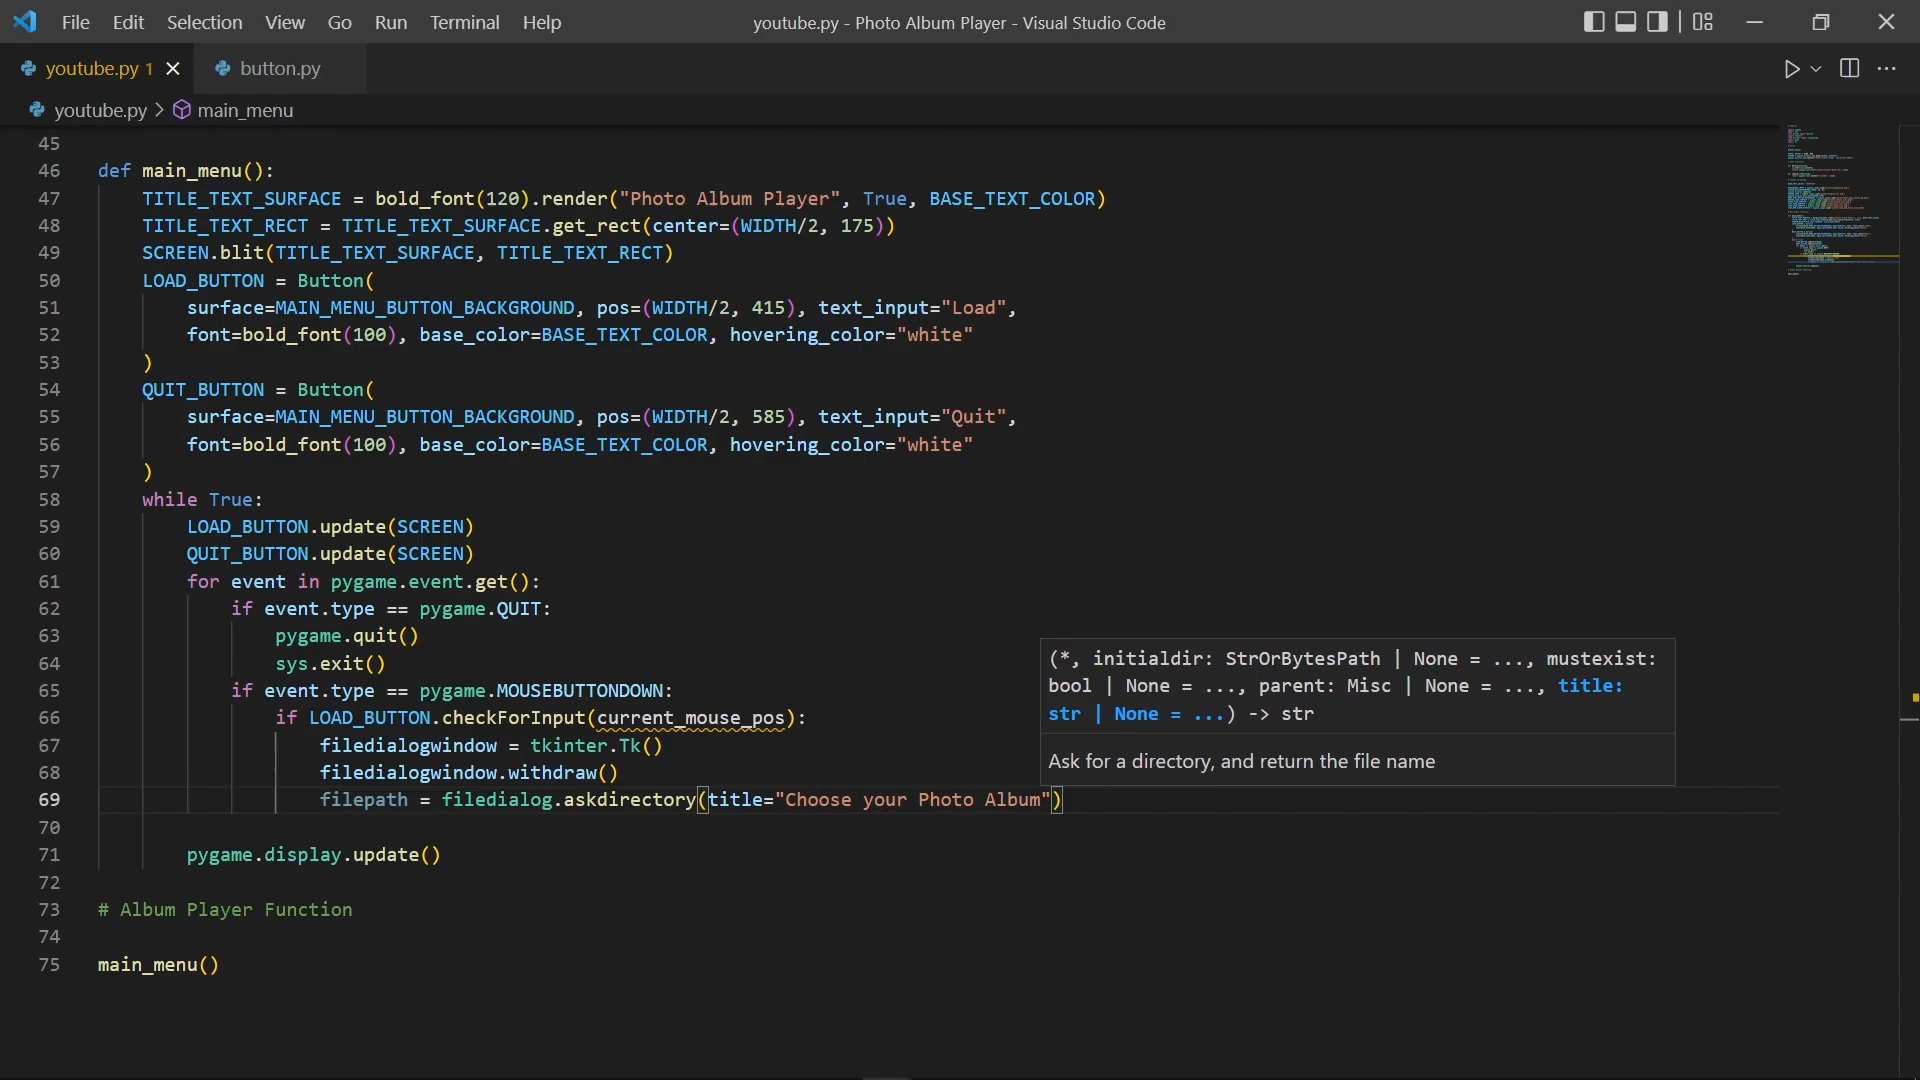 File Edit Selection View Go Run Terminal Help
youtube.py - Photo Album Player - Visual Studio Code
youtube.py 1
button.py
youtube.py > main_menu
45
46 def main_menu():
47 TITLE_TEXT_SURFACE = bold_font(120).render("Photo Album Player", True, BASE_TEXT_COLOR)
48 TITLE_TEXT_RECT = TITLE_TEXT_SURFACE.get_rect(center=(WIDTH/2, 175))
49 SCREEN.blit(TITLE_TEXT_SURFACE, TITLE_TEXT_RECT)
50 LOAD_BUTTON = Button(
51 surface=MAIN_MENU_BUTTON_BACKGROUND, pos=(WIDTH/2, 415), text_input="Load",
52 font=bold_font(100), base_color=BASE_TEXT_COLOR, hovering_color="white"
53 )
54 QUIT_BUTTON = Button(
55 surface=MAIN_MENU_BUTTON_BACKGROUND, pos=(WIDTH/2, 585), text_input="Quit",
56 font=bold_font(100), base_color=BASE_TEXT_COLOR, hovering_color="white"
57 )
58 while True:
59 LOAD_BUTTON.update(SCREEN)
60 QUIT_BUTTON.update(SCREEN)
61 for event in pygame.event.get():
62 if event.type == pygame.QUIT:
63 pygame.quit()
64 sys.exit()
65 if event.type == pygame.MOUSEBUTTONDOWN:
66 if LOAD_BUTTON.checkForInput(current_mouse_pos):
67 filedialogwindow = tkinter.Tk()
68 filedialogwindow.withdraw()
69 filepath = filedialog.askdirectory(title="Choose your Photo Album")
70
71 pygame.display.update()
72
73 # Album Player Function
74
75 main_menu()
(*, initialdir: StrOrBytesPath | None = ..., mustexist:
bool | None = ..., parent: Misc | None = ..., title:
str | None = ...) -> str
Ask for a directory, and return the file name